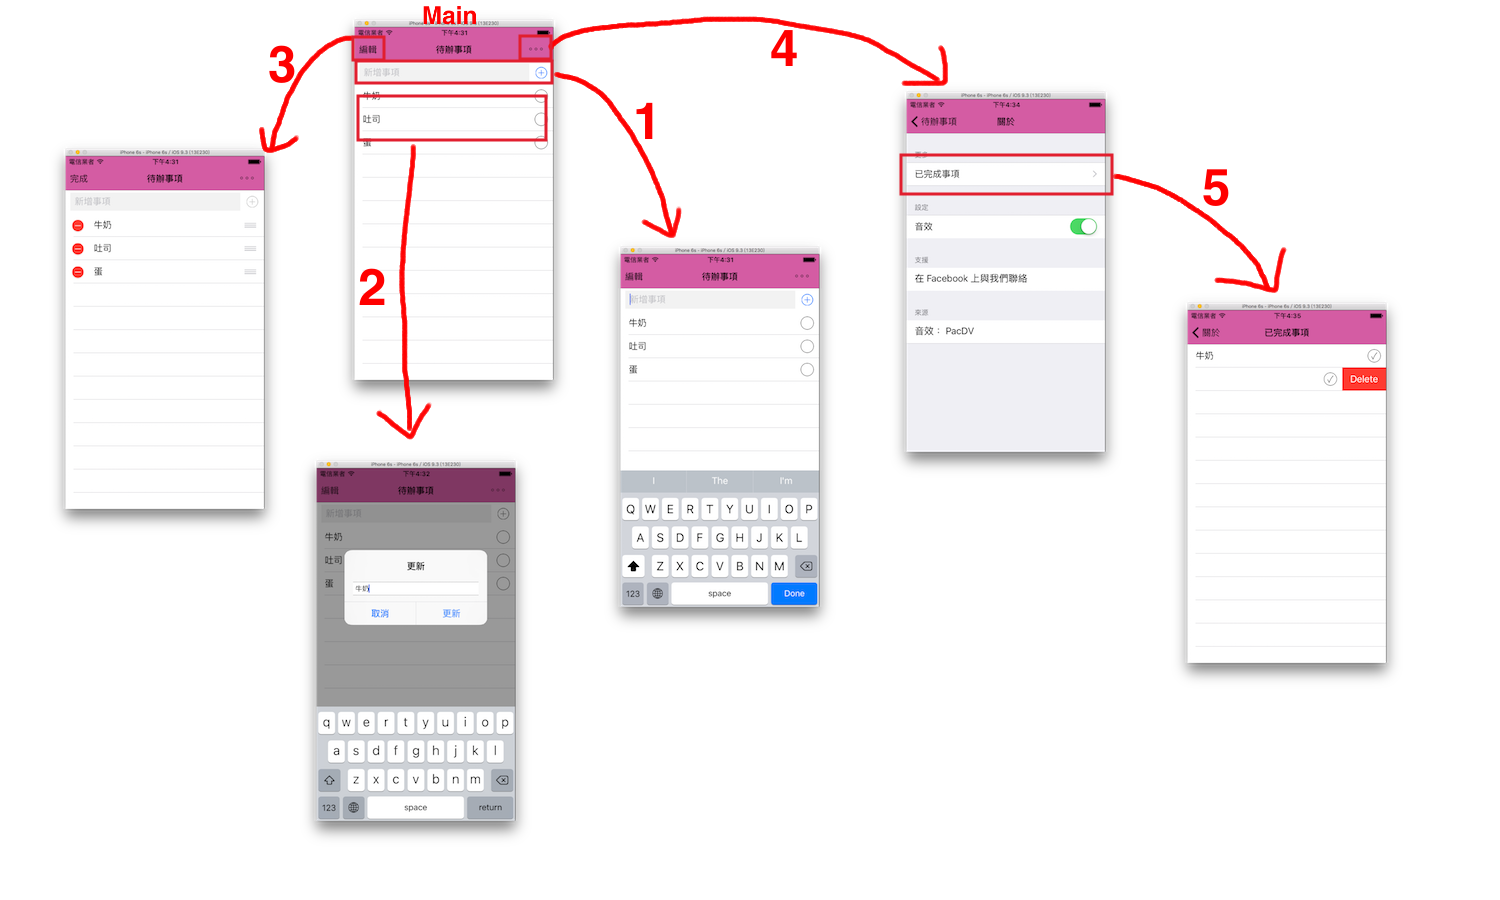 Main
iPhone 6s - iPhone 6s / iOS 9.3 (13E230)
電信業者 下午4:31
編輯 待辦事項
新增事項
牛奶
吐司
蛋
3
4
1
2
5
iPhone 6s - iPhone 6s / iOS 9.3 (13E230)
電信業者 下午4:31
完成 待辦事項
新增事項
牛奶
吐司
蛋
iPhone 6s - iPhone 6s / iOS 9.3 (13E230)
電信業者 下午4:32
編輯 待辦事項
新增事項
牛奶
吐司
蛋
更新
牛奶
取消 更新
q w e r t y u i o p
a s d f g h j k l
z x c v b n m
123 space return
iPhone 6s - iPhone 6s / iOS 9.3 (13E230)
電信業者 下午4:31
編輯 待辦事項
新增事項
牛奶
吐司
蛋
I The I'm
Q W E R T Y U I O P
A S D F G H J K L
Z X C V B N M
123 space Done
iPhone 6s - iPhone 6s / iOS 9.3 (13E230)
電信業者 下午4:34
待辦事項 關於
更多
已完成事項
設定
音效
支援
在 Facebook 上與我們聯絡
來源
音效： PacDV
iPhone 6s - iPhone 6s / iOS 9.3 (13E230)
電信業者 下午4:35
關於 已完成事項
牛奶
Delete